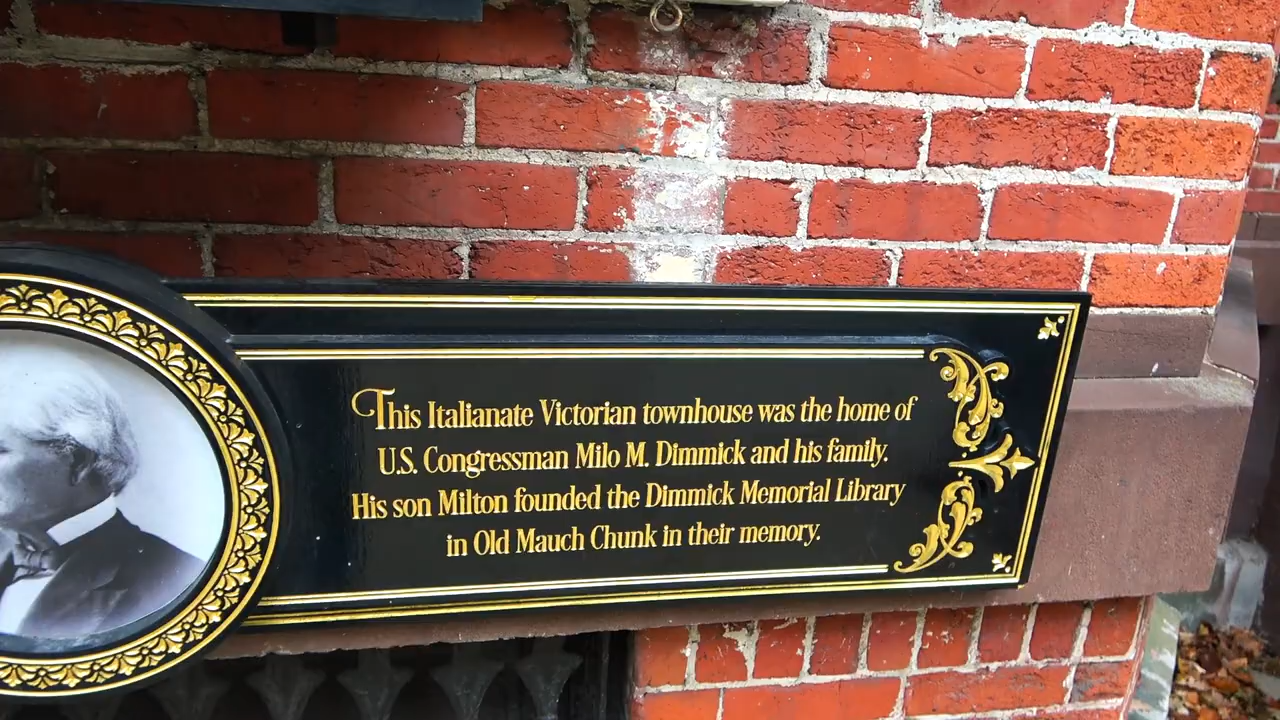 This Italianate Victorian townhouse was the home of
U.S. Congressman Milo M. Dimmick and his family.
His son Milton founded the Dimmick Memorial Library
in Old Mauch Chunk in their memory.